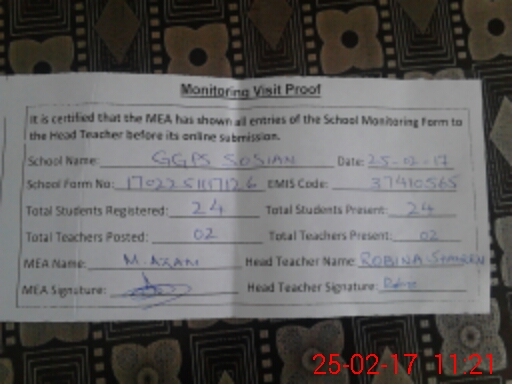 Monitoring Visit Proof
It is certified that the MEA has shown all entries of the School Monitoring Form to
the Head Teacher before its online submission.
School Name: GGPS SOSIAN Date: 25-02-17
School Form No: EMIS Code: 37410565
Total Students Registered: 24 Total Students Present: 24
Total Teachers Posted: 02 Total Teachers Present: 02
MEA Name: M. AZAM Head Teacher Name: ROBINA
MEA Signature: Head Teacher Signature:
25-02-17 11:21